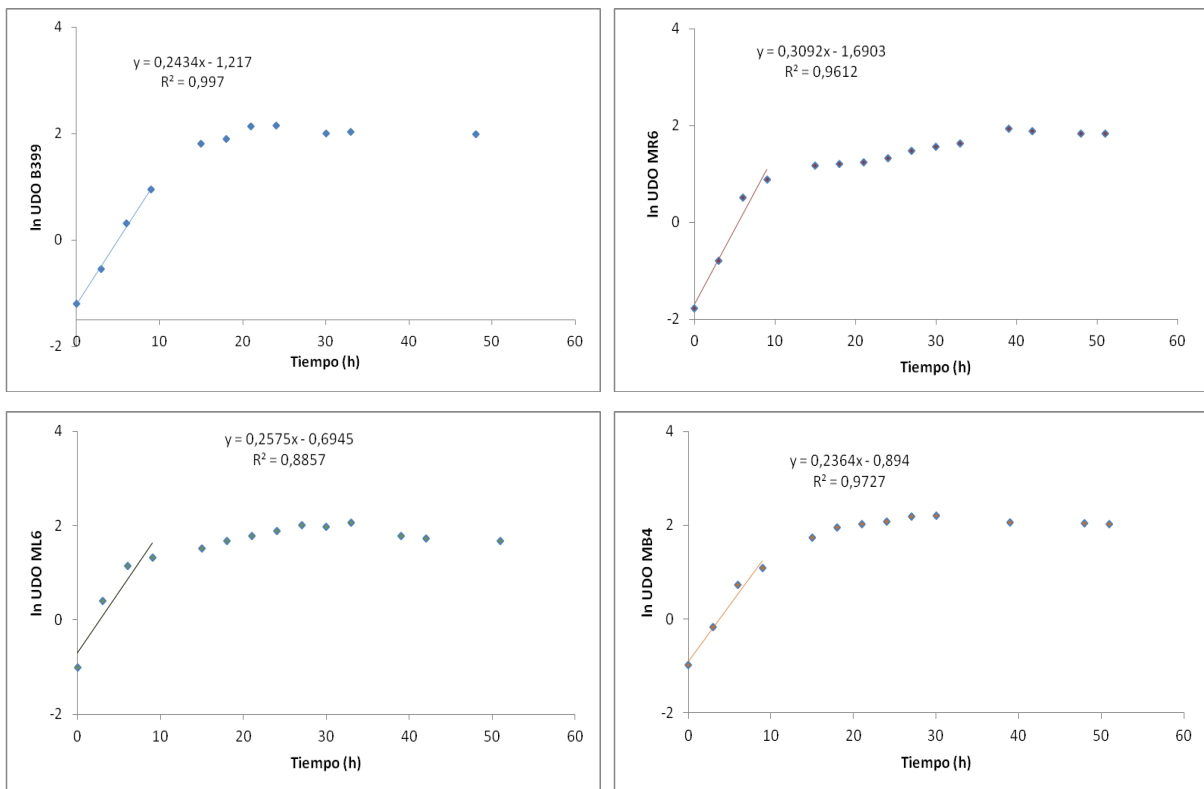 y = 0,2434x - 1,217
R² = 0,997
ln UDO B399
4
2
0
-2
0 10 20 30 40 50 60
Tiempo (h)
y = 0,3092x - 1,6903
R² = 0,9612
ln UDO MR6
4
2
0
-2
0 10 20 30 40 50 60
Tiempo (h)
y = 0,2575x - 0,6945
R² = 0,8857
ln UDO ML6
4
2
0
-2
0 10 20 30 40 50 60
Tiempo (h)
y = 0,2364x - 0,894
R² = 0,9727
ln UDO MB4
4
2
0
-2
0 10 20 30 40 50 60
Tiempo (h)